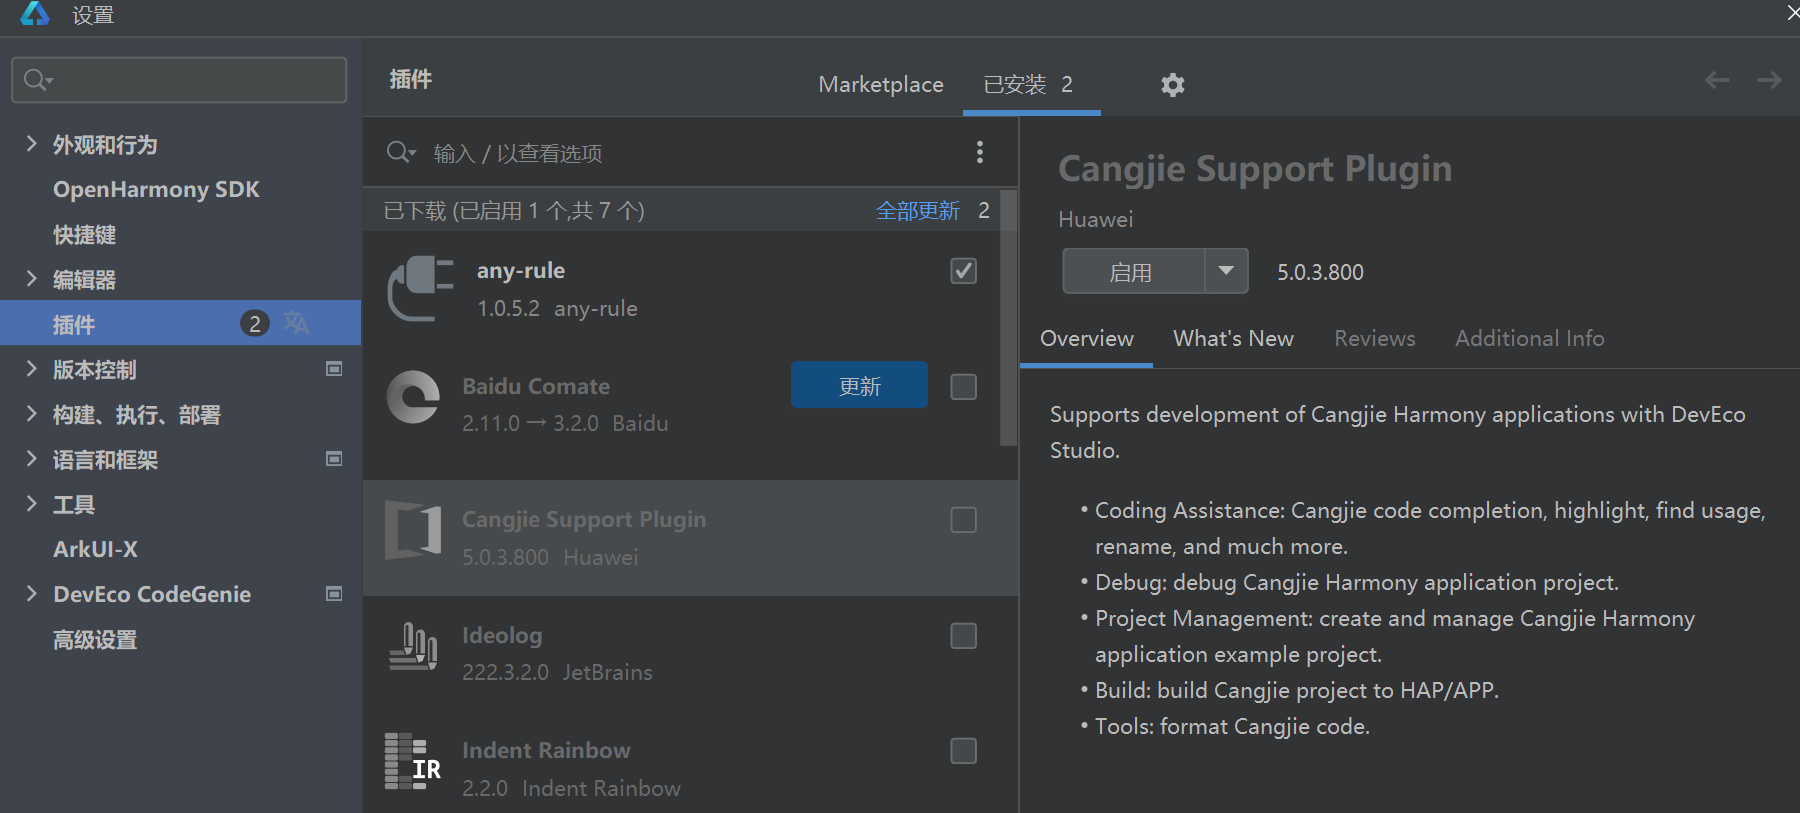 设置
外观和行为
OpenHarmony SDK
快捷键
编辑器
插件 2
版本控制
构建、执行、部署
语言和框架
工具
ArkUI-X
DevEco CodeGenie
高级设置
插件
Marketplace
已安装 2
输入 / 以查看选项
已下载 (已启用 1 个,共 7 个)
全部更新 2
any-rule
1.0.5.2 any-rule
Baidu Comate
更新
2.11.0 → 3.2.0 Baidu
Cangjie Support Plugin
5.0.3.800 Huawei
Ideolog
222.3.2.0 JetBrains
IR
Indent Rainbow
2.2.0 Indent Rainbow
Cangjie Support Plugin
Huawei
启用
5.0.3.800
Overview What's New Reviews Additional Info
Supports development of Cangjie Harmony applications with DevEco
Studio.
• Coding Assistance: Cangjie code completion, highlight, find usage,
rename, and much more.
• Debug: debug Cangjie Harmony application project.
• Project Management: create and manage Cangjie Harmony
application example project.
• Build: build Cangjie project to HAP/APP.
• Tools: format Cangjie code.